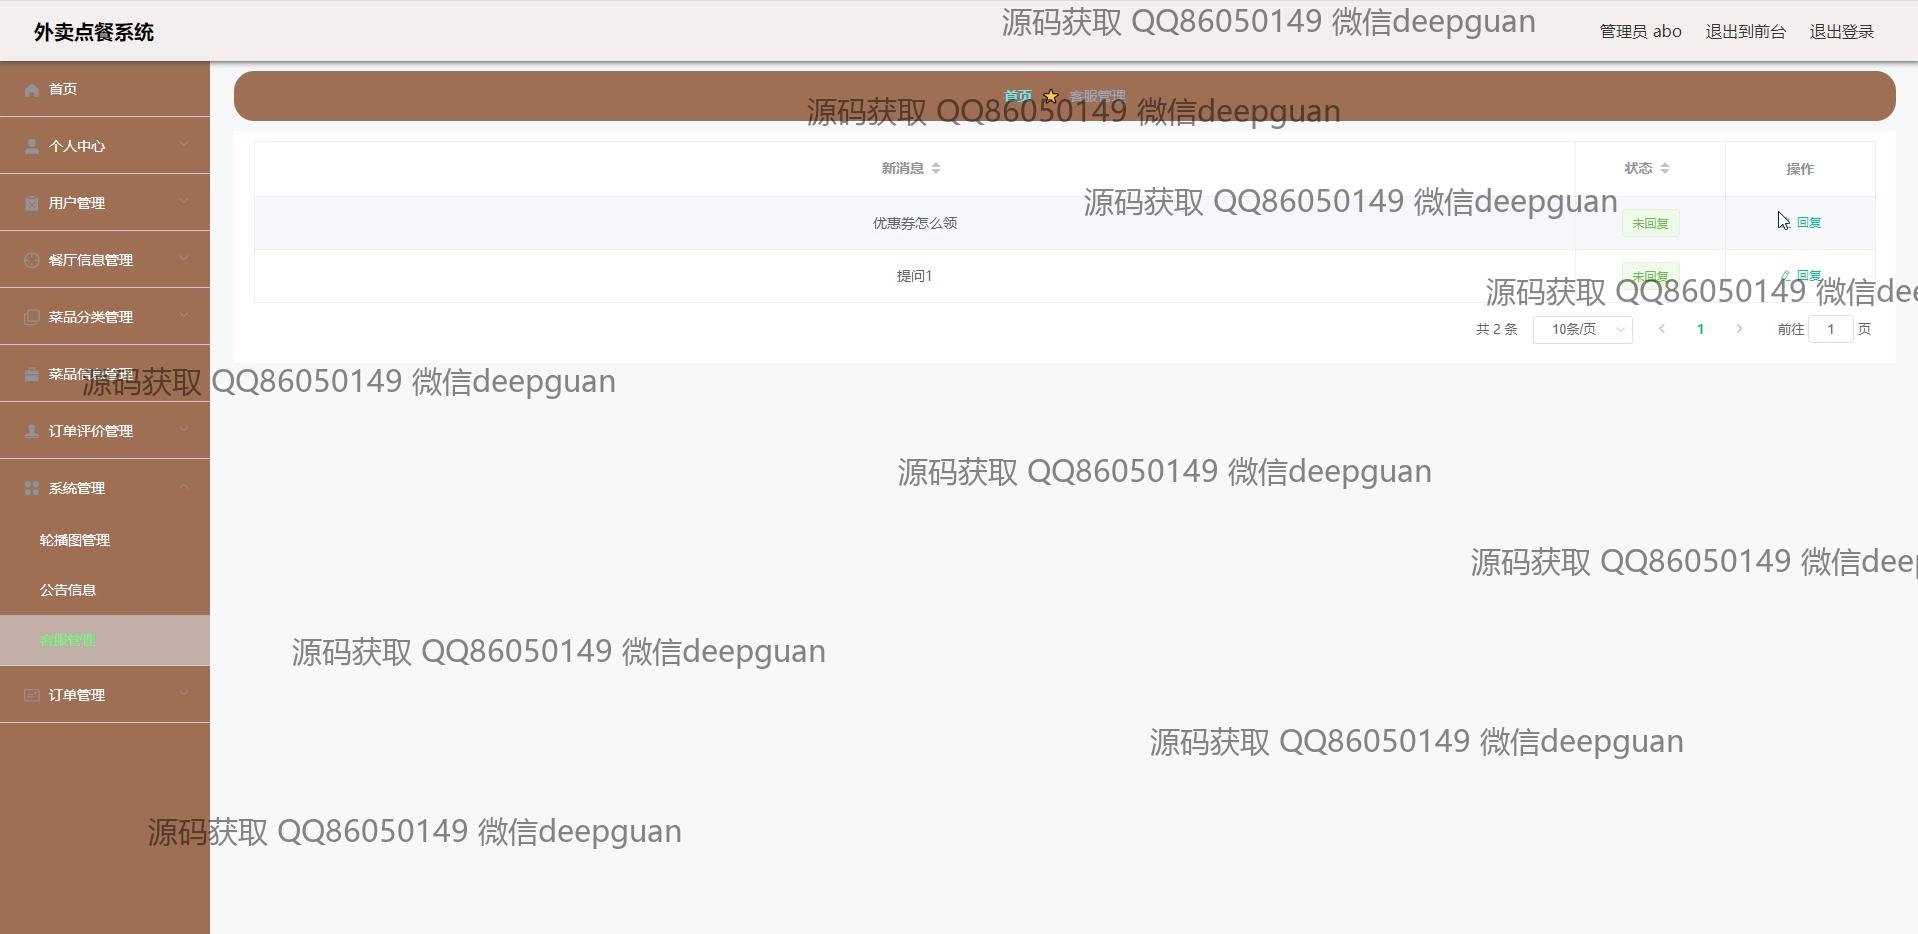 外卖点餐系统
源码获取 QQ86050149 微信deepguan
管理员 abo 退出到前台 退出登录
首页
个人中心
用户管理
餐厅信息管理
菜品分类管理
菜品信息管理
订单评价管理
系统管理
轮播图管理
公告信息
客服管理
订单管理
首页 客服管理
源码获取 QQ86050149 微信deepguan
新消息 状态 操作
源码获取 QQ86050149 微信deepguan
优惠券怎么领 未回复 回复
提问1 未回复 回复
源码获取 QQ86050149 微信dee
共 2 条 10条/页 1 前往 1 页
源码获取 QQ86050149 微信deepguan
源码获取 QQ86050149 微信deepguan
源码获取 QQ86050149 微信deep
源码获取 QQ86050149 微信deepguan
源码获取 QQ86050149 微信deepguan
源码获取 QQ86050149 微信deepguan